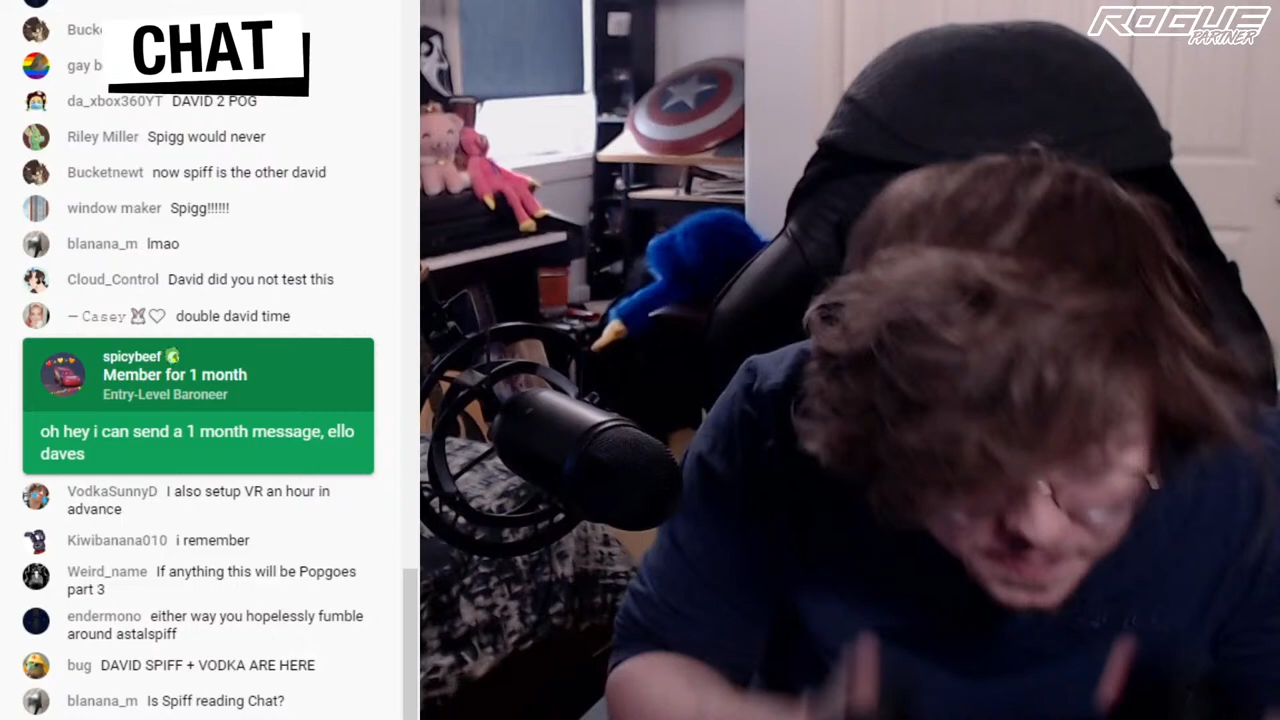 Bucke
CHAT
gay b
da_xbox360YT DAVID 2 POG
Riley Miller Spigg would never
Bucketnewt now spiff is the other david
window maker Spigg!!!!!
blanana_m lmao
Cloud_Control David did you not test this
— Casey 🐰♡ double david time
spicybeef
Member for 1 month
Entry-Level Baroneer
oh hey i can send a 1 month message, ello
daves
VodkaSunnyD I also setup VR an hour in
advance
Kiwibanana010 i remember
Weird_name If anything this will be Popgoes
part 3
endermono either way you hopelessly fumble
around astalspiff
bug DAVID SPIFF + VODKA ARE HERE
blanana_m Is Spiff reading Chat?
ROGUE
PARTNER